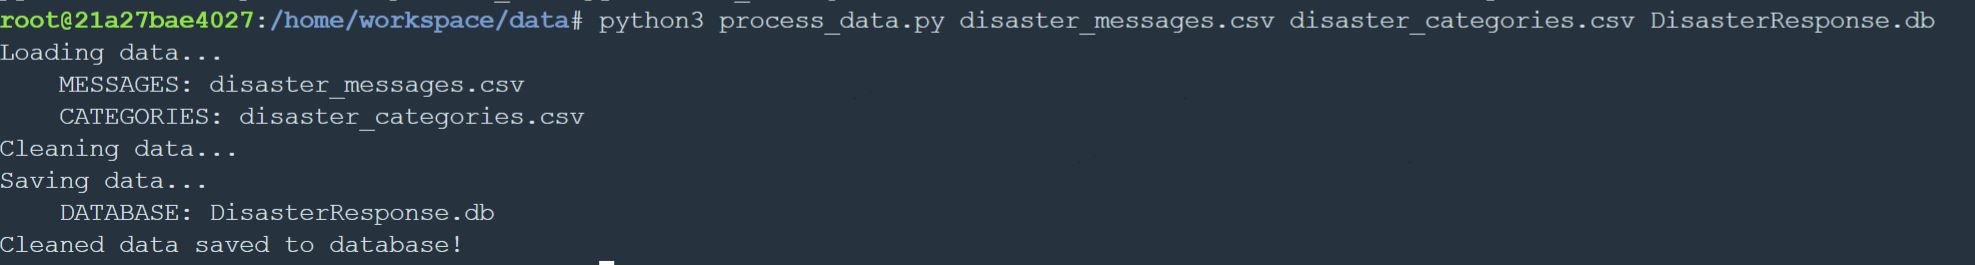 root@21a27bae4027:/home/workspace/data# python3 process_data.py disaster_messages.csv disaster_categories.csv DisasterResponse.db
Loading data...
    MESSAGES: disaster_messages.csv
    CATEGORIES: disaster_categories.csv
Cleaning data...
Saving data...
    DATABASE: DisasterResponse.db
Cleaned data saved to database!